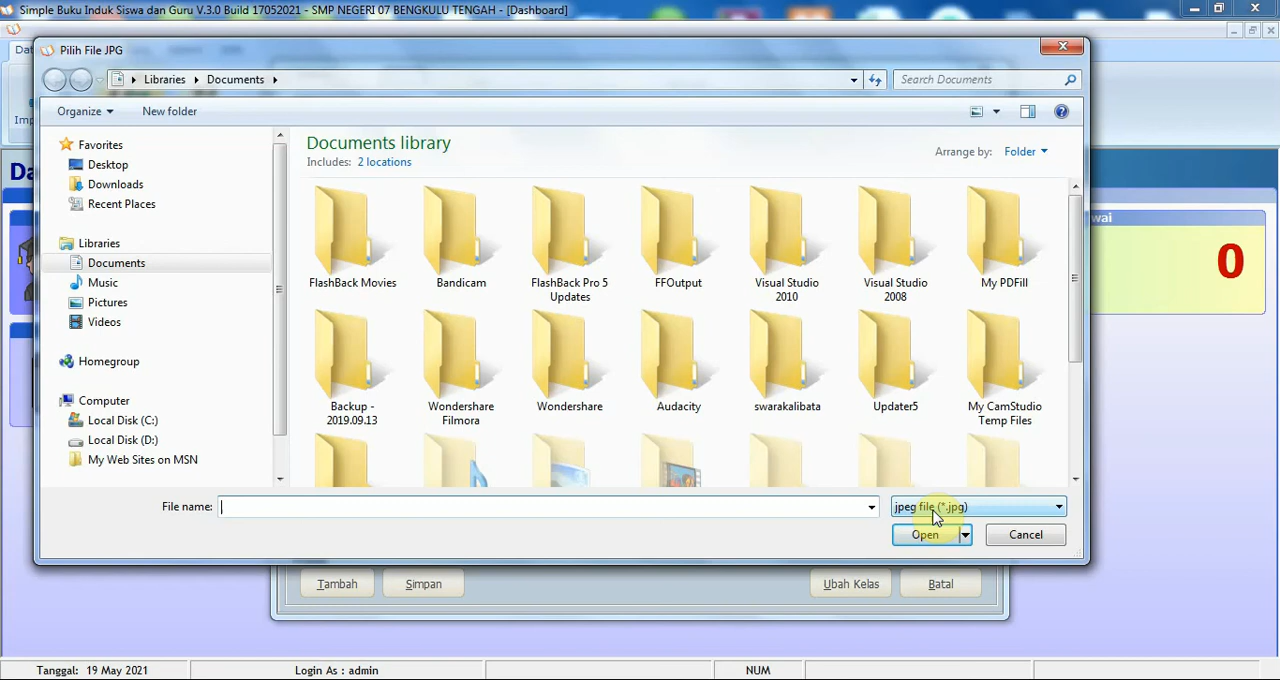 Simple Buku Induk Siswa dan Guru V.3.0 Build 17052021 - SMP NEGERI 07 BENGKULU TENGAH - [Dashboard]
Pilih File JPG
Libraries Documents
Search Documents
Organize
New folder
Favorites
Desktop
Downloads
Recent Places
Libraries
Documents
Music
Pictures
Videos
Homegroup
Computer
Local Disk (C:)
Local Disk (D:)
My Web Sites on MSN
Documents library
Includes: 2 locations
Arrange by: Folder
FlashBack Movies
Bandicam
FlashBack Pro 5
Updates
FFOutput
Visual Studio
2010
Visual Studio
2008
My PDFill
Backup -
2019.09.13
Wondershare
Filmora
Wondershare
Audacity
swarakalibata
Updater5
My CamStudio
Temp Files
File name:
jpeg file (*.jpg)
Open
Cancel
wai
0
Tambah
Simpan
Ubah Kelas
Batal
Tanggal: 19 May 2021
Login As : admin
NUM